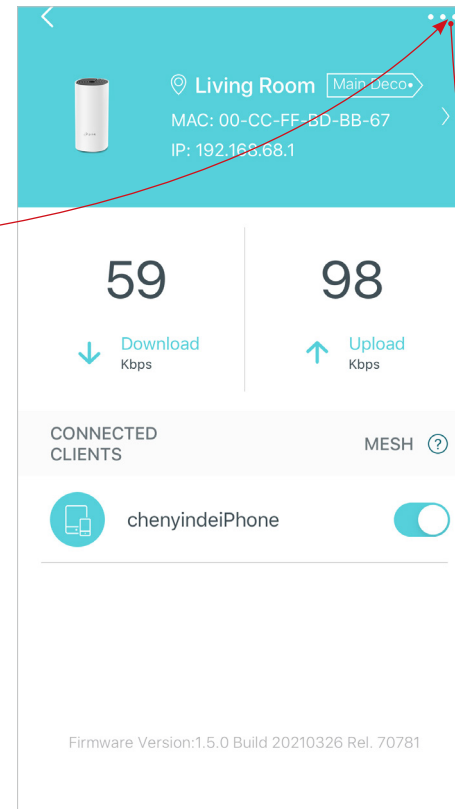 Living Room Main Deco
MAC: 00-CC-FF-BD-BB-67
IP: 192.168.68.1
59 98
Download Upload
Kbps Kbps
CONNECTED
CLIENTS
MESH ?
chenyindeiPhone
Firmware Version:1.5.0 Build 20210326 Rel. 70781